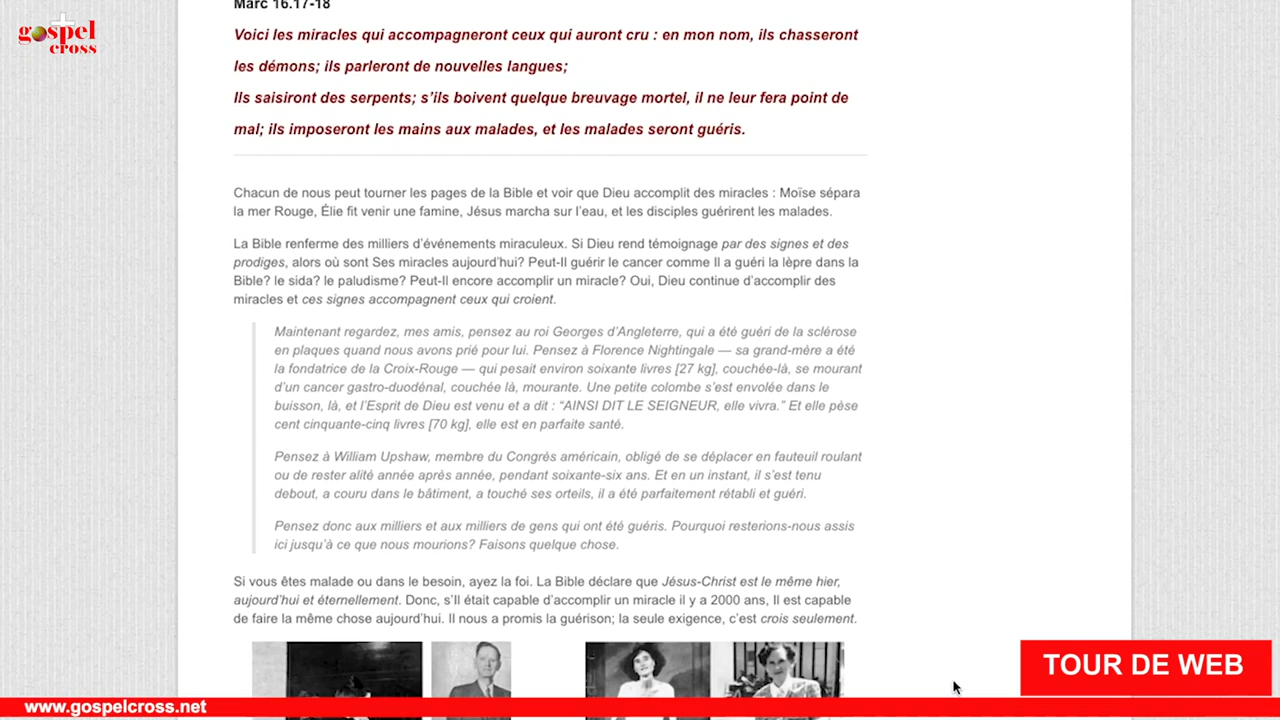 gospel
cross
Marc 16.17-18
Voici les miracles qui accompagneront ceux qui auront cru : en mon nom, ils chasseront
les démons; ils parleront de nouvelles langues;
Ils saisiront des serpents; s’ils boivent quelque breuvage mortel, il ne leur fera point de
mal; ils imposeront les mains aux malades, et les malades seront guéris.
Chacun de nous peut tourner les pages de la Bible et voir que Dieu accomplit des miracles : Moïse sépara
la mer Rouge, Élie fit venir une famine, Jésus marcha sur l’eau, et les disciples guérirent les malades.
La Bible renferme des milliers d’événements miraculeux. Si Dieu rend témoignage par des signes et des
prodiges, alors où sont Ses miracles aujourd’hui? Peut-Il guérir le cancer comme Il a guéri la lèpre dans la
Bible? le sida? le paludisme? Peut-Il encore accomplir un miracle? Oui, Dieu continue d’accomplir des
miracles et ces signes accompagnent ceux qui croient.
Maintenant regardez, mes amis, pensez au roi Georges d’Angleterre, qui a été guéri de la sclérose
en plaques quand nous avons prié pour lui. Pensez à Florence Nightingale — sa grand-mère a été
la fondatrice de la Croix-Rouge — qui pesait environ soixante livres [27 kg], couchée-là, se mourant
d’un cancer gastro-duodénal, couchée là, mourante. Une petite colombe s’est envolée dans le
buisson, là, et l’Esprit de Dieu est venu et a dit : “AINSI DIT LE SEIGNEUR, elle vivra.” Et elle pèse
cent cinquante-cinq livres [70 kg], elle est en parfaite santé.
Pensez à William Upshaw, membre du Congrès américain, obligé de se déplacer en fauteuil roulant
ou de rester alité année après année, pendant soixante-six ans. Et en un instant, il s’est tenu
debout, a couru dans le bâtiment, a touché ses orteils, il a été parfaitement rétabli et guéri.
Pensez donc aux milliers et aux milliers de gens qui ont été guéris. Pourquoi resterions-nous assis
ici jusqu’à ce que nous mourions? Faisons quelque chose.
Si vous êtes malade ou dans le besoin, ayez la foi. La Bible déclare que Jésus-Christ est le même hier,
aujourd’hui et éternellement. Donc, s’Il était capable d’accomplir un miracle il y a 2000 ans, Il est capable
de faire la même chose aujourd’hui. Il nous a promis la guérison; la seule exigence, c’est crois seulement.
TOUR DE WEB
www.gospelcross.net